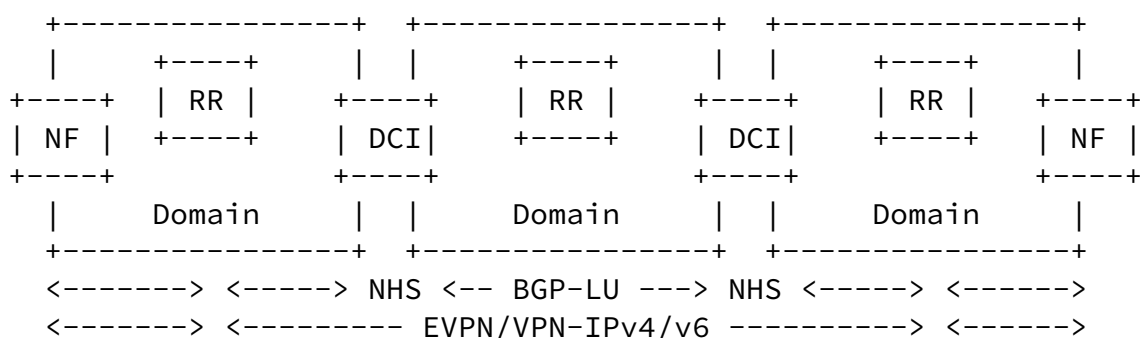 +----------------+  +----------------+  +----------------+
   |     +----+     |  |     +----+     |  |     +----+     |
 +----+  | RR |    +----+    | RR |    +----+    | RR |   +----+
 | NF |  +----+    | DCI|    +----+    | DCI|    +----+   | NF |
 +----+            +----+              +----+             +----+
   |     Domain     |  |     Domain     |  |    Domain      |
   +----------------+  +----------------+  +----------------+
   <-------> <-----> NHS <-- BGP-LU ---> NHS <-----> <------>
   <-------> <--------- EVPN/VPN-IPv4/v6 ----------> <------>